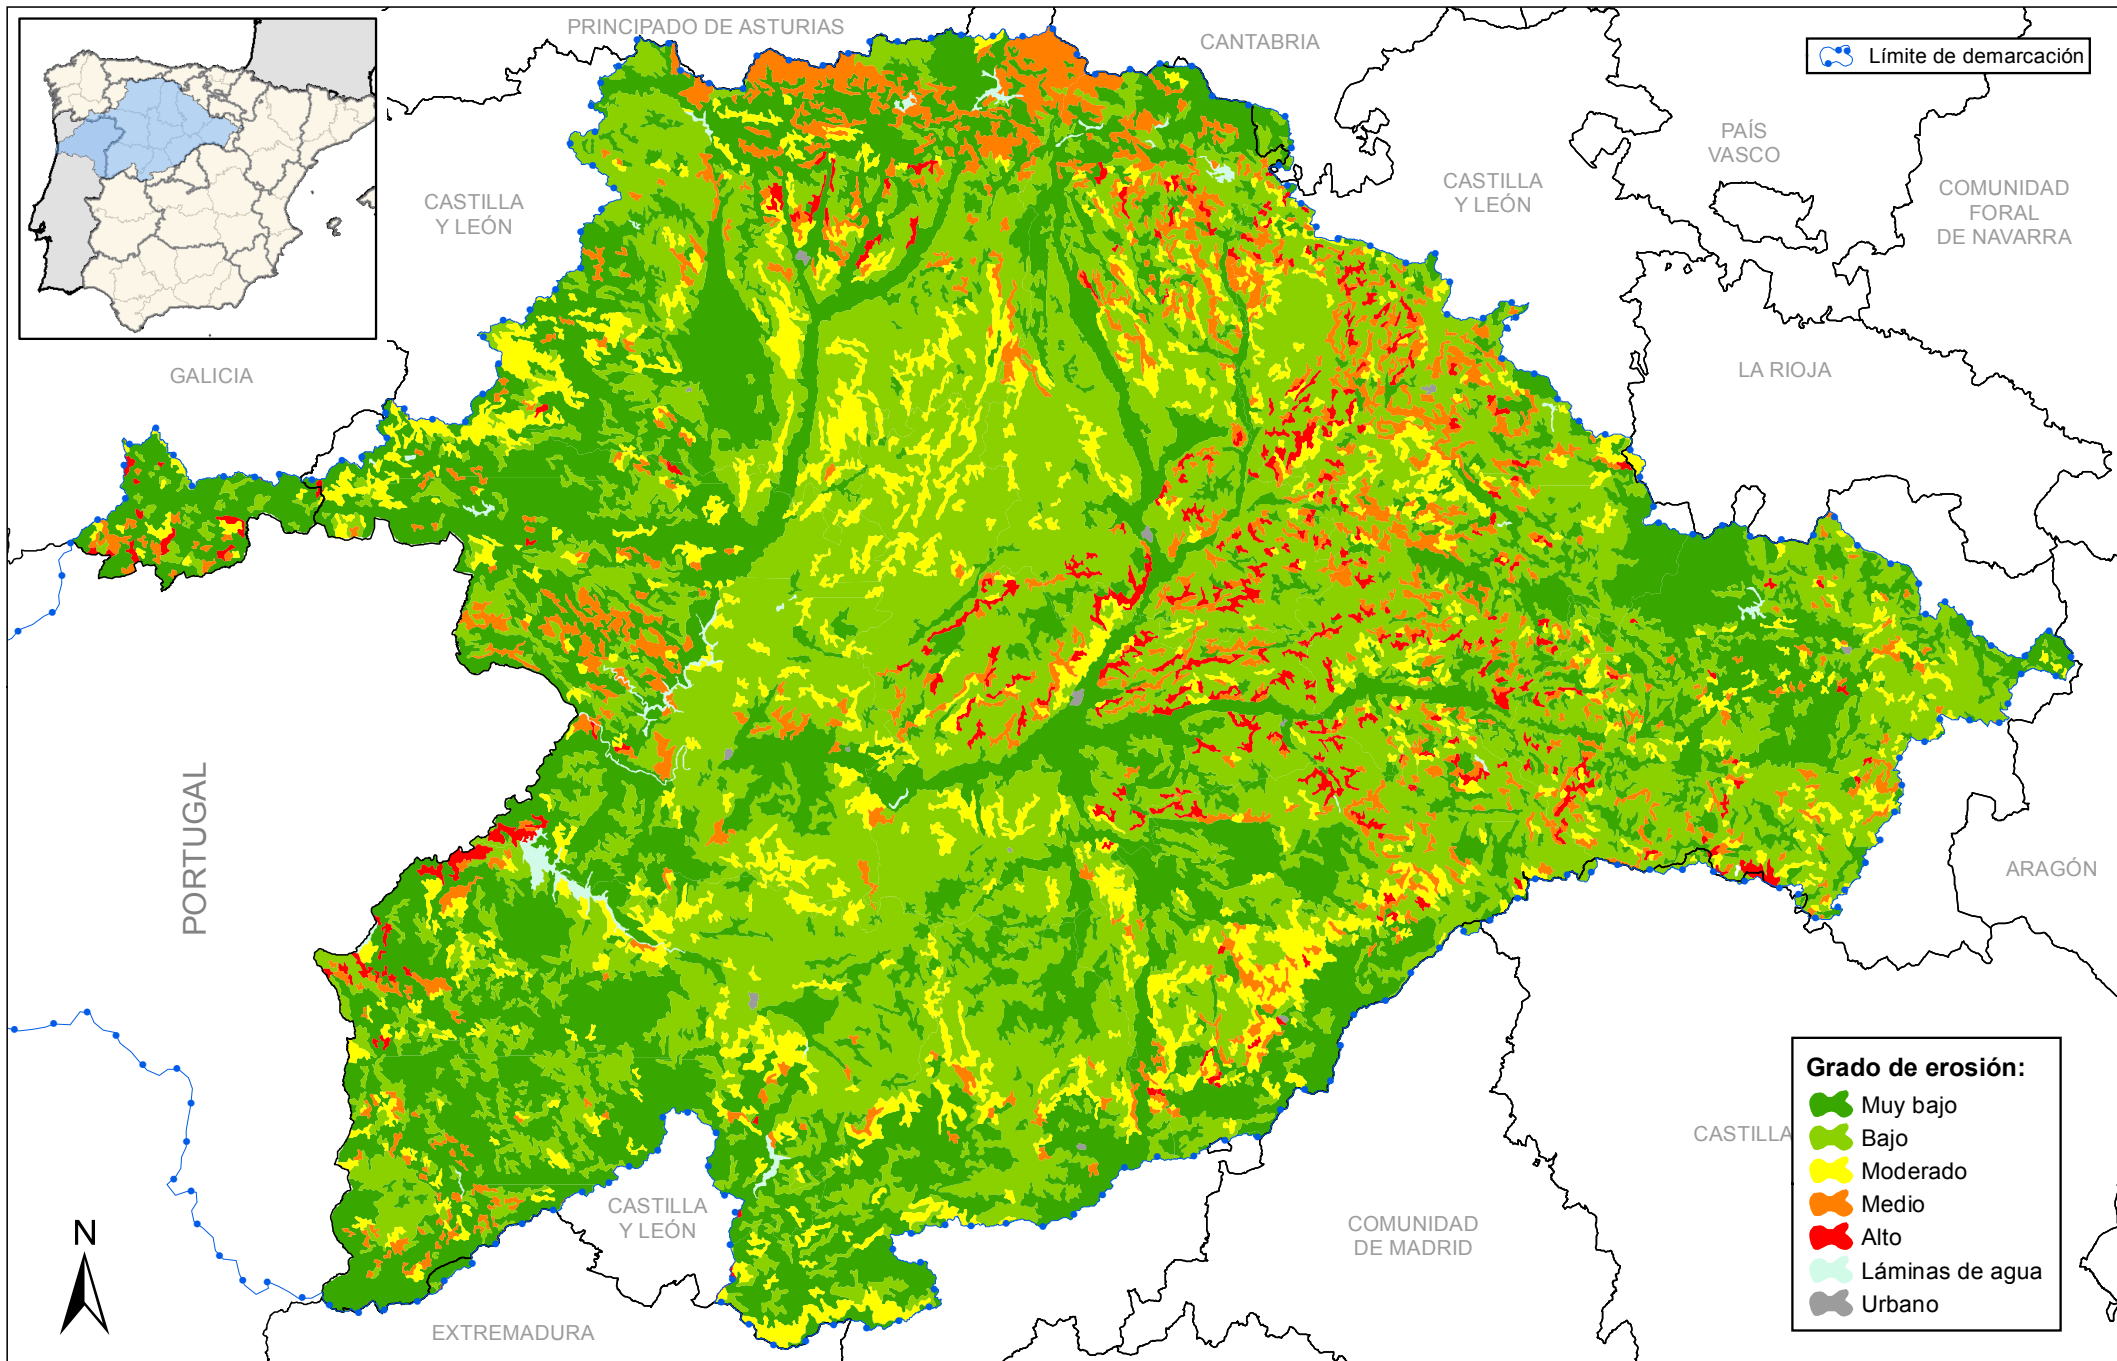 PRINCIPADO DE ASTURIAS
CANTABRIA
Límite de demarcación
PAÍS
VASCO
CASTILLA
Y LEÓN
COMUNIDAD
FORAL
DE NAVARRA
CASTILLA
Y LEÓN
GALICIA
LA RIOJA
PORTUGAL
ARAGÓN
CASTILLA
CASTILLA
Y LEÓN
COMUNIDAD
DE MADRID
EXTREMADURA
N
Grado de erosión:
Muy bajo
Bajo
Moderado
Medio
Alto
Láminas de agua
Urbano